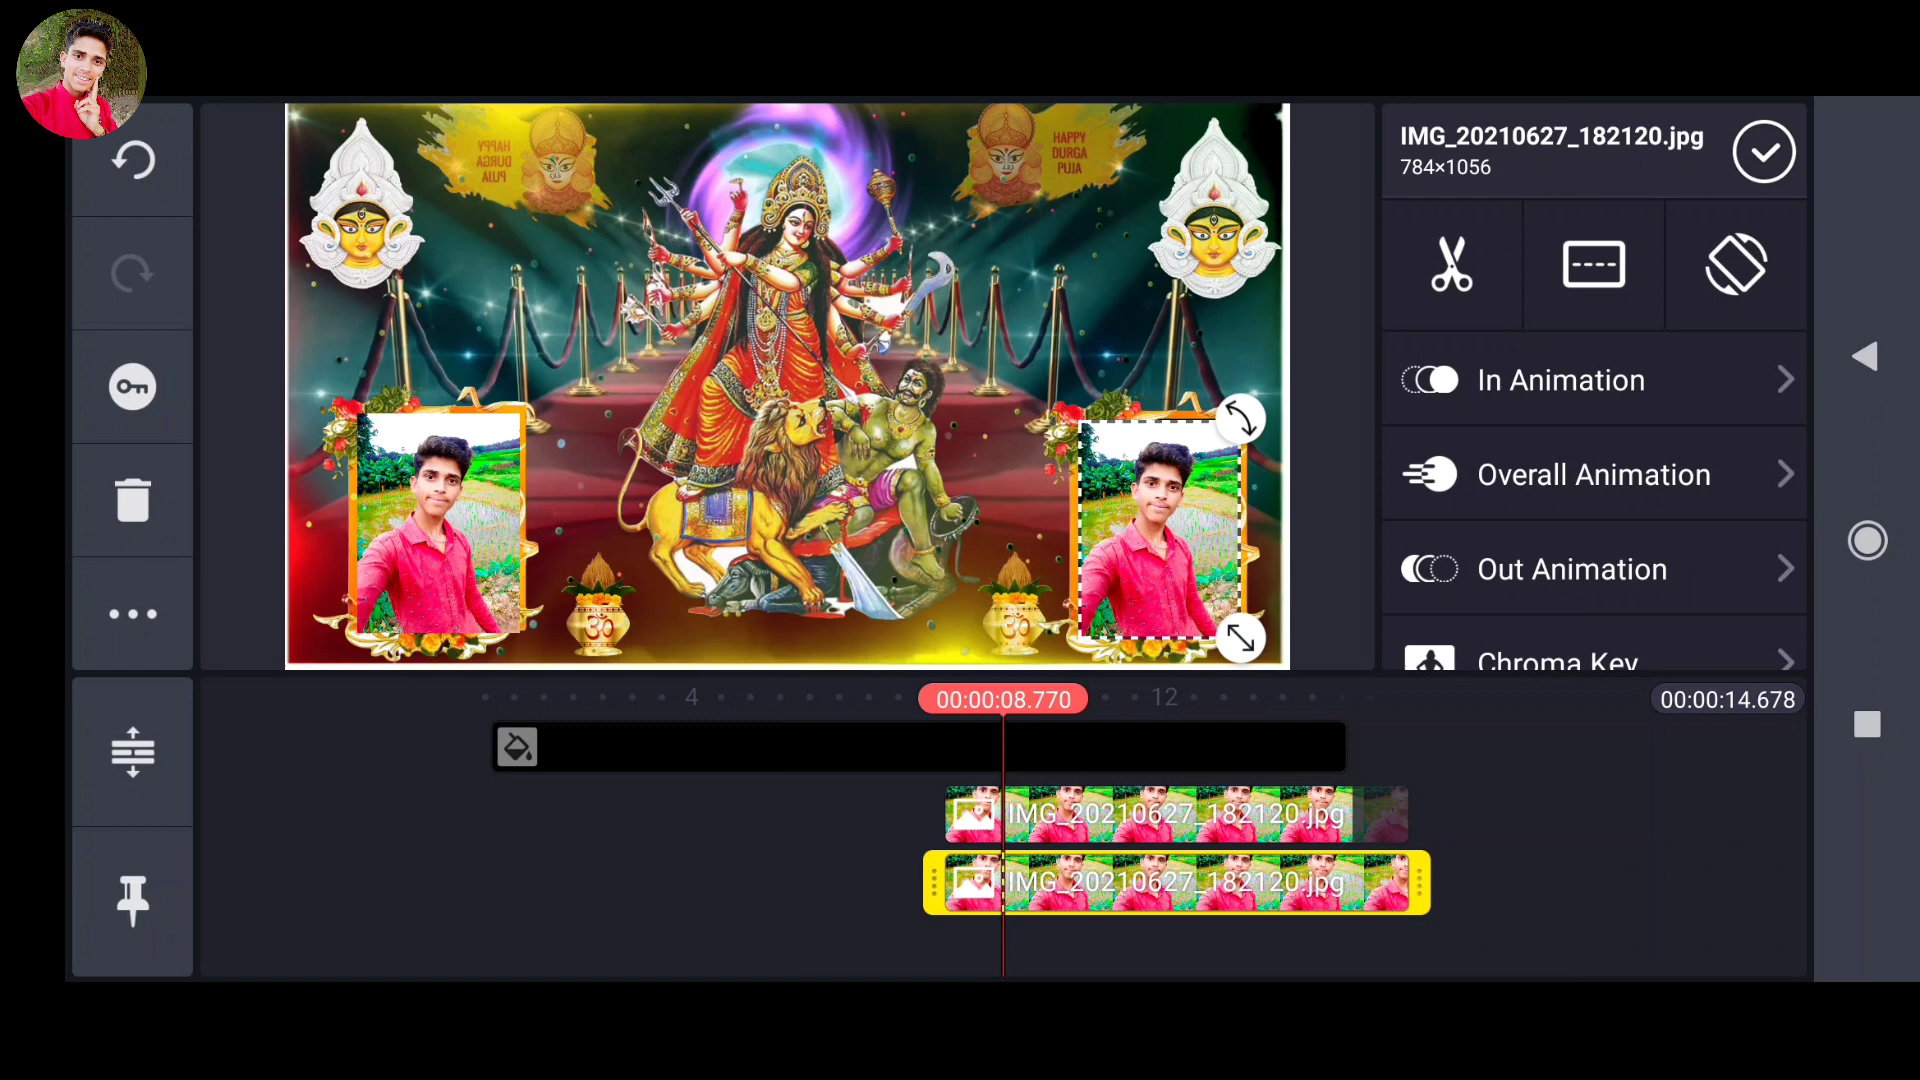 HAPPY
DURGA
PUJA
HAPPY
DURGA
PUJA
ॐ
ॐ
IMG_20210627_182120.jpg
784×1056
In Animation
Overall Animation
Out Animation
Chroma Key
4
00:00:08.770
12
00:00:14.678
IMG_20210627_182120.jpg
IMG_20210627_182120.jpg